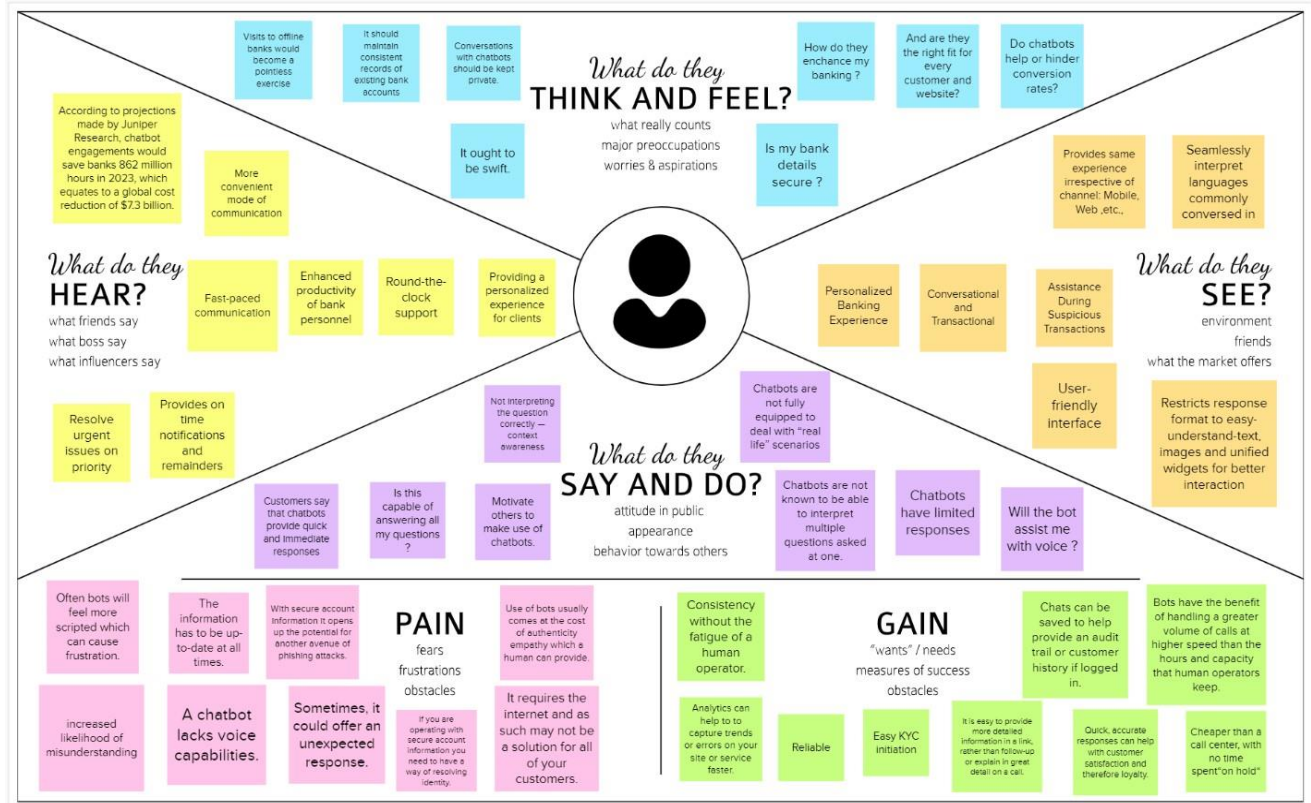 Visits to offline
banks would
become a
pointless
exercise
It should
maintain
consistent
records of
existing bank
accounts
Conversations
with chatbots
should be kept
private.
It ought to
be swift.
What do they
THINK AND FEEL?
what really counts
major preoccupations
worries & aspirations
How do they
enchance my
banking ?
And are they
the right fit for
every
customer and
website?
Do chatbots
help or hinder
conversion
rates?
Is my bank
details
secure ?
According to projections
made by Juniper
Research, chatbot
engagements would
save banks 862 million
hours in 2023, which
equates to a global cost
reduction of $7.3 billion.
More
convenient
mode of
communication
What do they
HEAR?
what friends say
what boss say
what influencers say
Fast-paced
communication
Enhanced
productivity
of bank
personnel
Round-the-
clock
support
Providing a
personalized
experience
for clients
Resolve
urgent
issues on
priority
Provides on
time
notifications
and
remainders
Provides same
experience
irrespective of
channel: Mobile,
Web ,etc.,
Seamlessly
interpret
languages
commonly
conversed in
What do they
SEE?
environment
friends
what the market offers
Personalized
Banking
Experience
Conversational
and
Transactional
Assistance
During
Suspicious
Transactions
User-
friendly
interface
Restricts response
format to easy-
understand-text,
images and unified
widgets for better
interaction
Not interpreting
the question
correctly —
context
awareness
Chatbots are
not fully
equipped to
deal with "real
life" scenarios
What do they
SAY AND DO?
attitude in public
appearance
behavior towards others
Customers say
that chatbots
provide quick
and immediate
responses
Is this
capable of
answering all
my questions
?
Motivate
others to
make use of
chatbots.
Chatbots are not
known to be able
to interpret
multiple
questions asked
at one.
Chatbots
have limited
responses
Will the bot
assist me
with voice ?
Often bots will
feel more
scripted which
can cause
frustration.
The
information
has to be up-
to-date at all
times.
With secure account
information it opens
up the potential for
another avenue of
phishing attacks.
PAIN
fears
frustrations
obstacles
Use of bots usually
comes at the cost
of authenticity
empathy which a
human can provide.
increased
likelihood of
misunderstanding
A chatbot
lacks voice
capabilities.
Sometimes, it
could offer an
unexpected
response.
If you are
operating with
secure account
information you
need to have a
way of resolving
identity.
It requires the
internet and as
such may not be
a solution for all
of your
customers.
Consistency
without the
fatigue of a
human
operator.
GAIN
"wants" / needs
measures of success
obstacles
Chats can be
saved to help
provide an audit
trail or customer
history if logged
in.
Bots have the benefit
of handling a greater
volume of calls at
higher speed than the
hours and capacity
that human operators
keep.
Analytics can
help to to
capture trends
or errors on your
site or service
faster.
Reliable
Easy KYC
initiation
It is easy to provide
more detailed
information in a link,
rather than follow-up
or explain in great
detail on a call.
Quick, accurate
responses can help
with customer
satisfaction and
therefore loyalty.
Cheaper than a
call center, with
no time
spent"on hold"